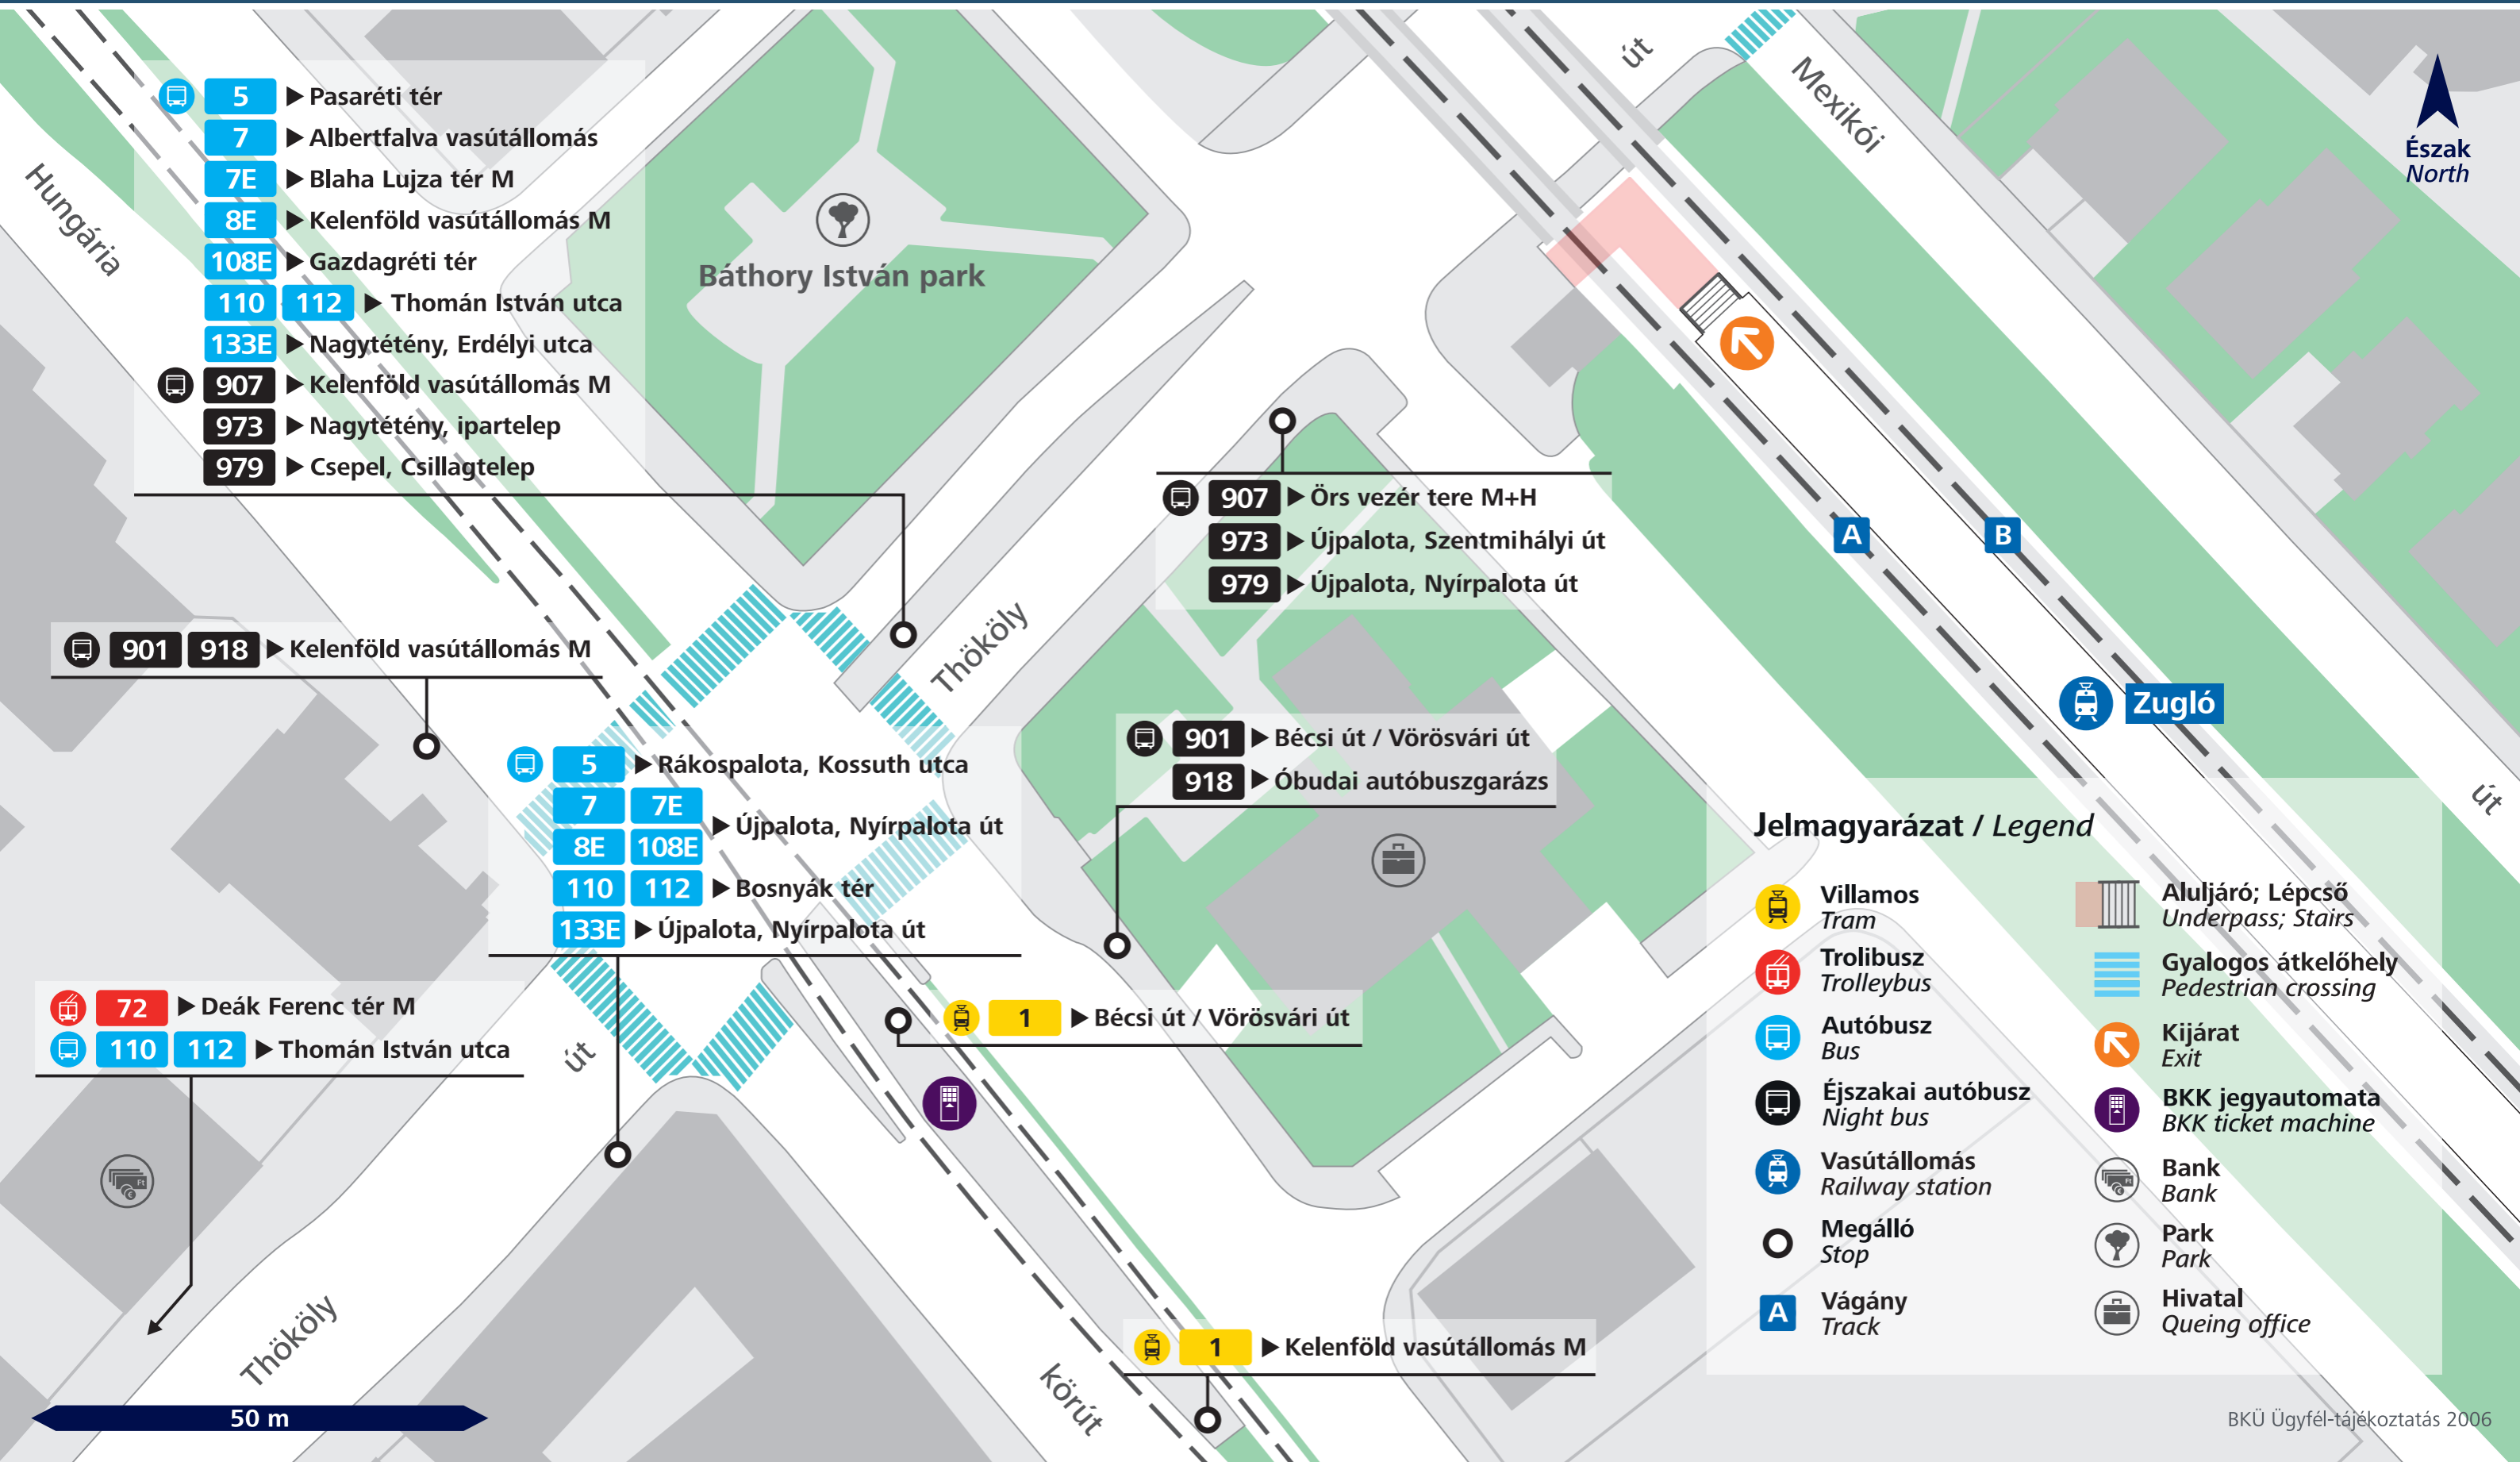 5 ▶ Pasaréti tér
7 ▶ Albertfalva vasútállomás
7E ▶ Blaha Lujza tér M
8E ▶ Kelenföld vasútállomás M
108E ▶ Gazdagréti tér
110 112 ▶ Thomán István utca
133E ▶ Nagytétény, Erdélyi utca
907 ▶ Kelenföld vasútállomás M
973 ▶ Nagytétény, ipartelep
979 ▶ Csepel, Csillagtelep
Hungária
Báthory István park
út
Mexikói
Észak
North
907 ▶ Örs vezér tere M+H
973 ▶ Újpalota, Szentmihályi út
979 ▶ Újpalota, Nyírpalota út
A
B
Thököly
901 918 ▶ Kelenföld vasútállomás M
Zugló
5 ▶ Rákospalota, Kossuth utca
7 7E
8E 108E
▶ Újpalota, Nyírpalota út
110 112 ▶ Bosnyák tér
133E ▶ Újpalota, Nyírpalota út
901 ▶ Bécsi út / Vörösvári út
918 ▶ Óbudai autóbuszgarázs
út
72 ▶ Deák Ferenc tér M
110 112 ▶ Thomán István utca
út
1 ▶ Bécsi út / Vörösvári út
Ft
€
Thököly
50 m
körút
1 ▶ Kelenföld vasútállomás M
Jelmagyarázat / Legend
Villamos
Tram
Trolibusz
Trolleybus
Autóbusz
Bus
Éjszakai autóbusz
Night bus
Vasútállomás
Railway station
Megálló
Stop
A
Vágány
Track
Aluljáró; Lépcső
Underpass; Stairs
Gyalogos átkelőhely
Pedestrian crossing
Kijárat
Exit
BKK jegyautomata
BKK ticket machine
Ft
€
Bank
Bank
Park
Park
Hivatal
Queing office
BKÜ Ügyfél-tájékoztatás 2006